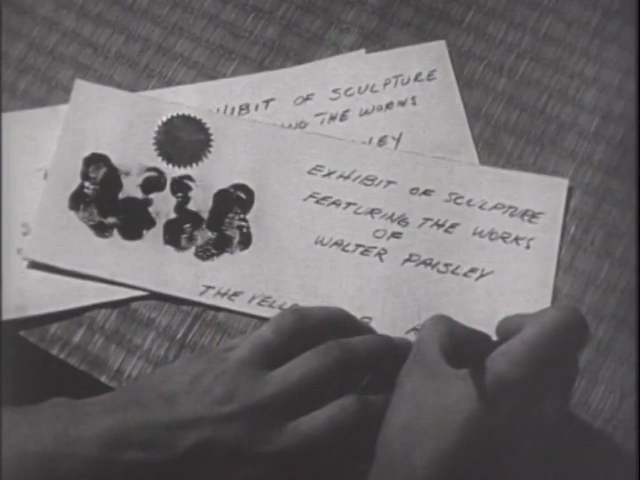 EXHIBIT OF SCULPTURE
FEATURING THE WORKS
OF
WALTER PAISLEY
THE
OF SCULPTURE
THE WORKS